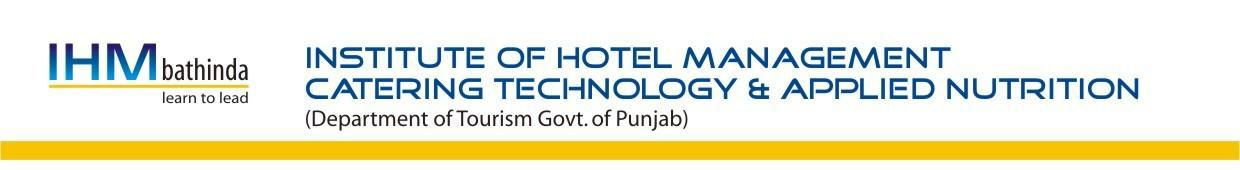 IHM bathinda
learn to lead
INSTITUTE OF HOTEL MANAGEMENT
CATERING TECHNOLOGY & APPLIED NUTRITION
(Department of Tourism Govt. of Punjab)